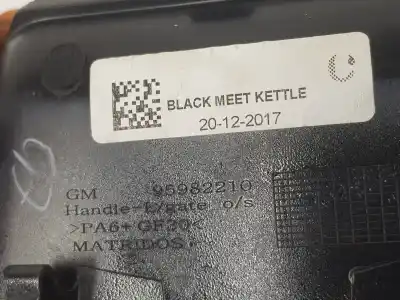 BLACK MEET KETTLE
20-12-2017
GM 95982210
Handle-L/gate o/s
>PA6+GF30<
MATRIDOS